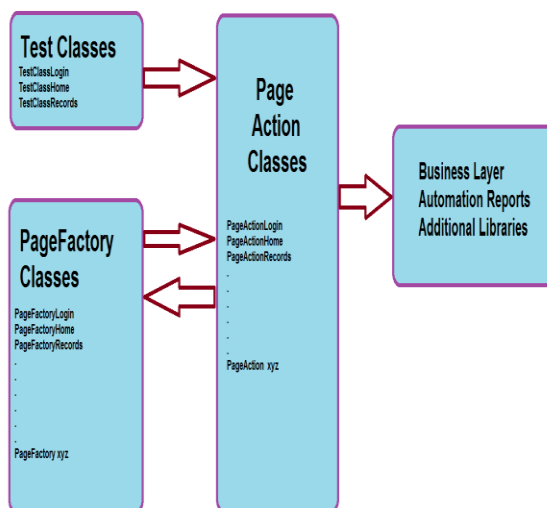 Test Classes
TestClassLogin
TestClassHome
TestClassRecords
PageFactory
Classes
PageFactoryLogin
PageFactoryHome
PageFactoryRecords
.
.
.
.
.
.
PageFactory xyz
Page
Action
Classes
PageActionLogin
PageActionHome
PageActionRecords
.
.
.
.
.
.
PageAction xyz
Business Layer
Automation Reports
Additional Libraries